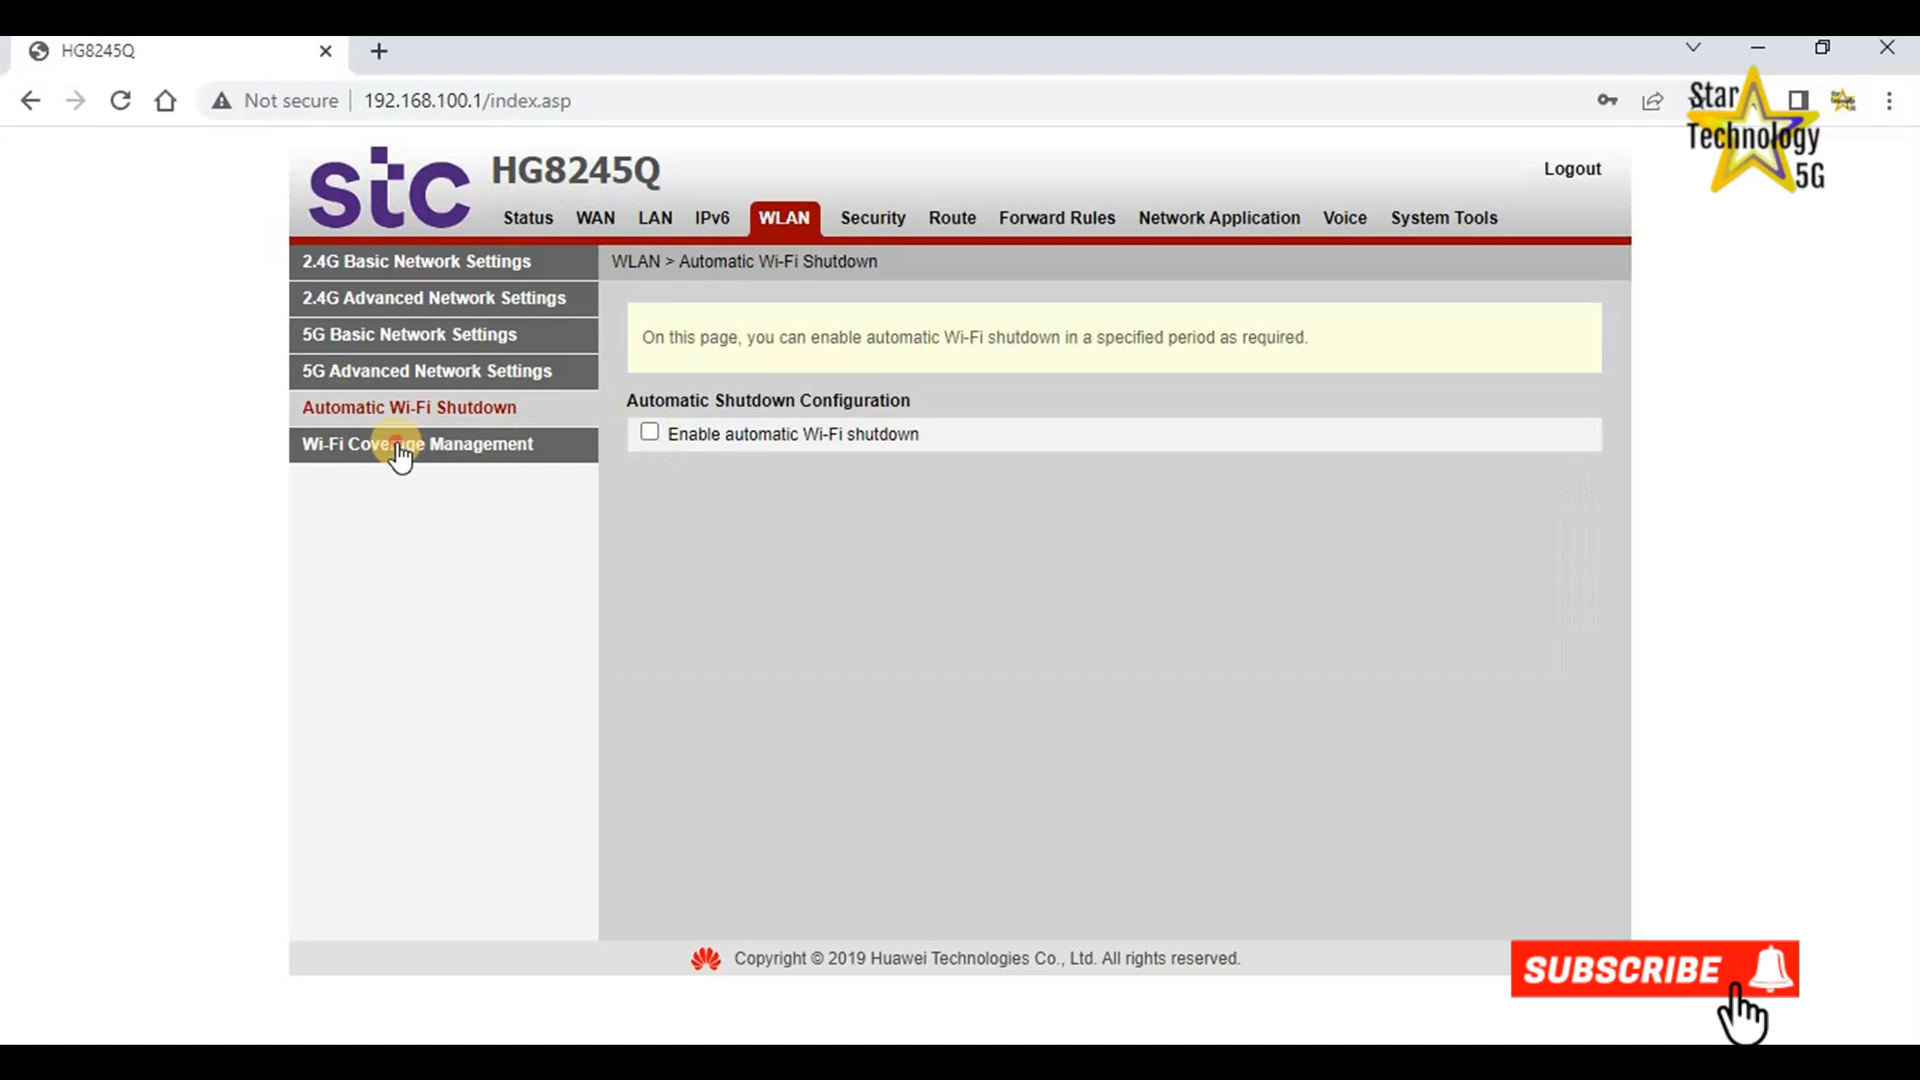 HG8245Q
Not secure 192.168.100.1/index.asp
Star
Technology
5G
stc HG8245Q
Logout
Status WAN LAN IPv6 WLAN Security Route Forward Rules Network Application Voice System Tools
2.4G Basic Network Settings
2.4G Advanced Network Settings
5G Basic Network Settings
5G Advanced Network Settings
Automatic Wi-Fi Shutdown
Wi-Fi Coverage Management
WLAN > Automatic Wi-Fi Shutdown
On this page, you can enable automatic Wi-Fi shutdown in a specified period as required.
Automatic Shutdown Configuration
Enable automatic Wi-Fi shutdown
Copyright © 2019 Huawei Technologies Co., Ltd. All rights reserved.
SUBSCRIBE